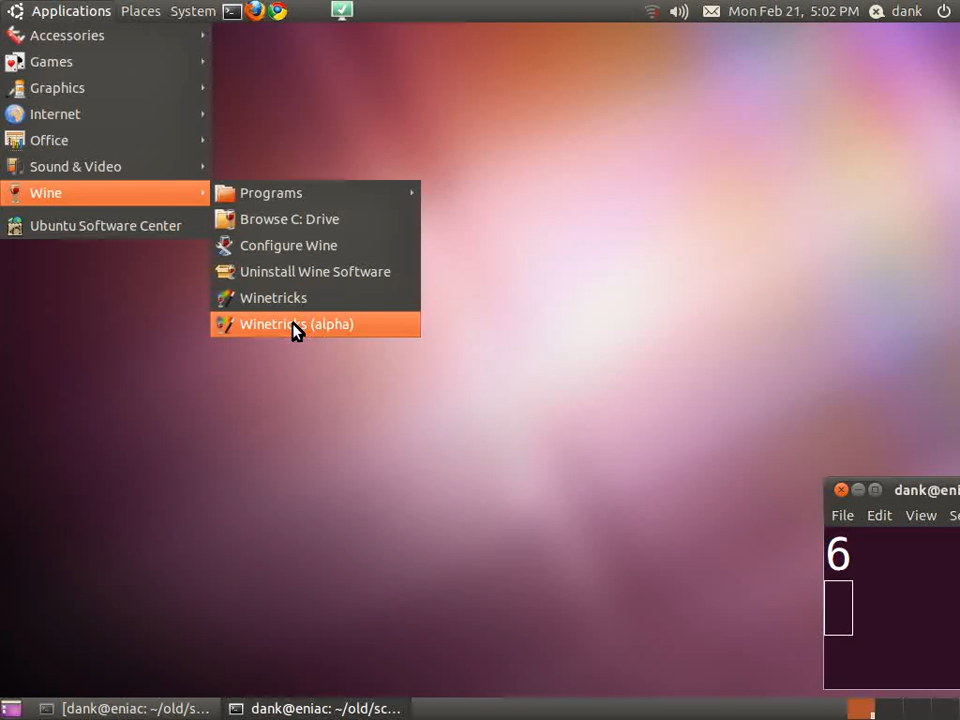 Applications Places System Mon Feb 21, 5:02 PM dank
Accessories
Games
Graphics
Internet
Office
Sound & Video
Wine
Ubuntu Software Center
Programs
Browse C: Drive
Configure Wine
Uninstall Wine Software
Winetricks
Winetricks (alpha)
dank@eni
File Edit View
6
[dank@eniac: ~/old/s... dank@eniac: ~/old/sc...